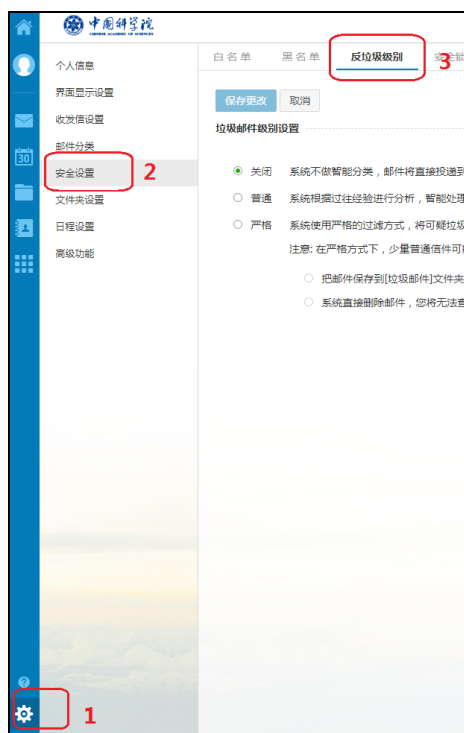 中国科学院
CHINESE ACADEMY OF SCIENCES
个人信息
界面显示设置
收发信设置
邮件分类
安全设置
2
文件夹设置
日程设置
高级功能
30
白名单 黑名单 反垃圾级别 3 安全锁
保存更改 取消
垃圾邮件级别设置
关闭 系统不做智能分类，邮件将直接投递到
普通 系统根据过往经验进行分析，智能处理
严格 系统使用严格的过滤方式，将可疑垃圾
注意: 在严格方式下，少量普通信件可
把邮件保存到[垃圾邮件]文件夹
系统直接删除邮件，您将无法查
?
1